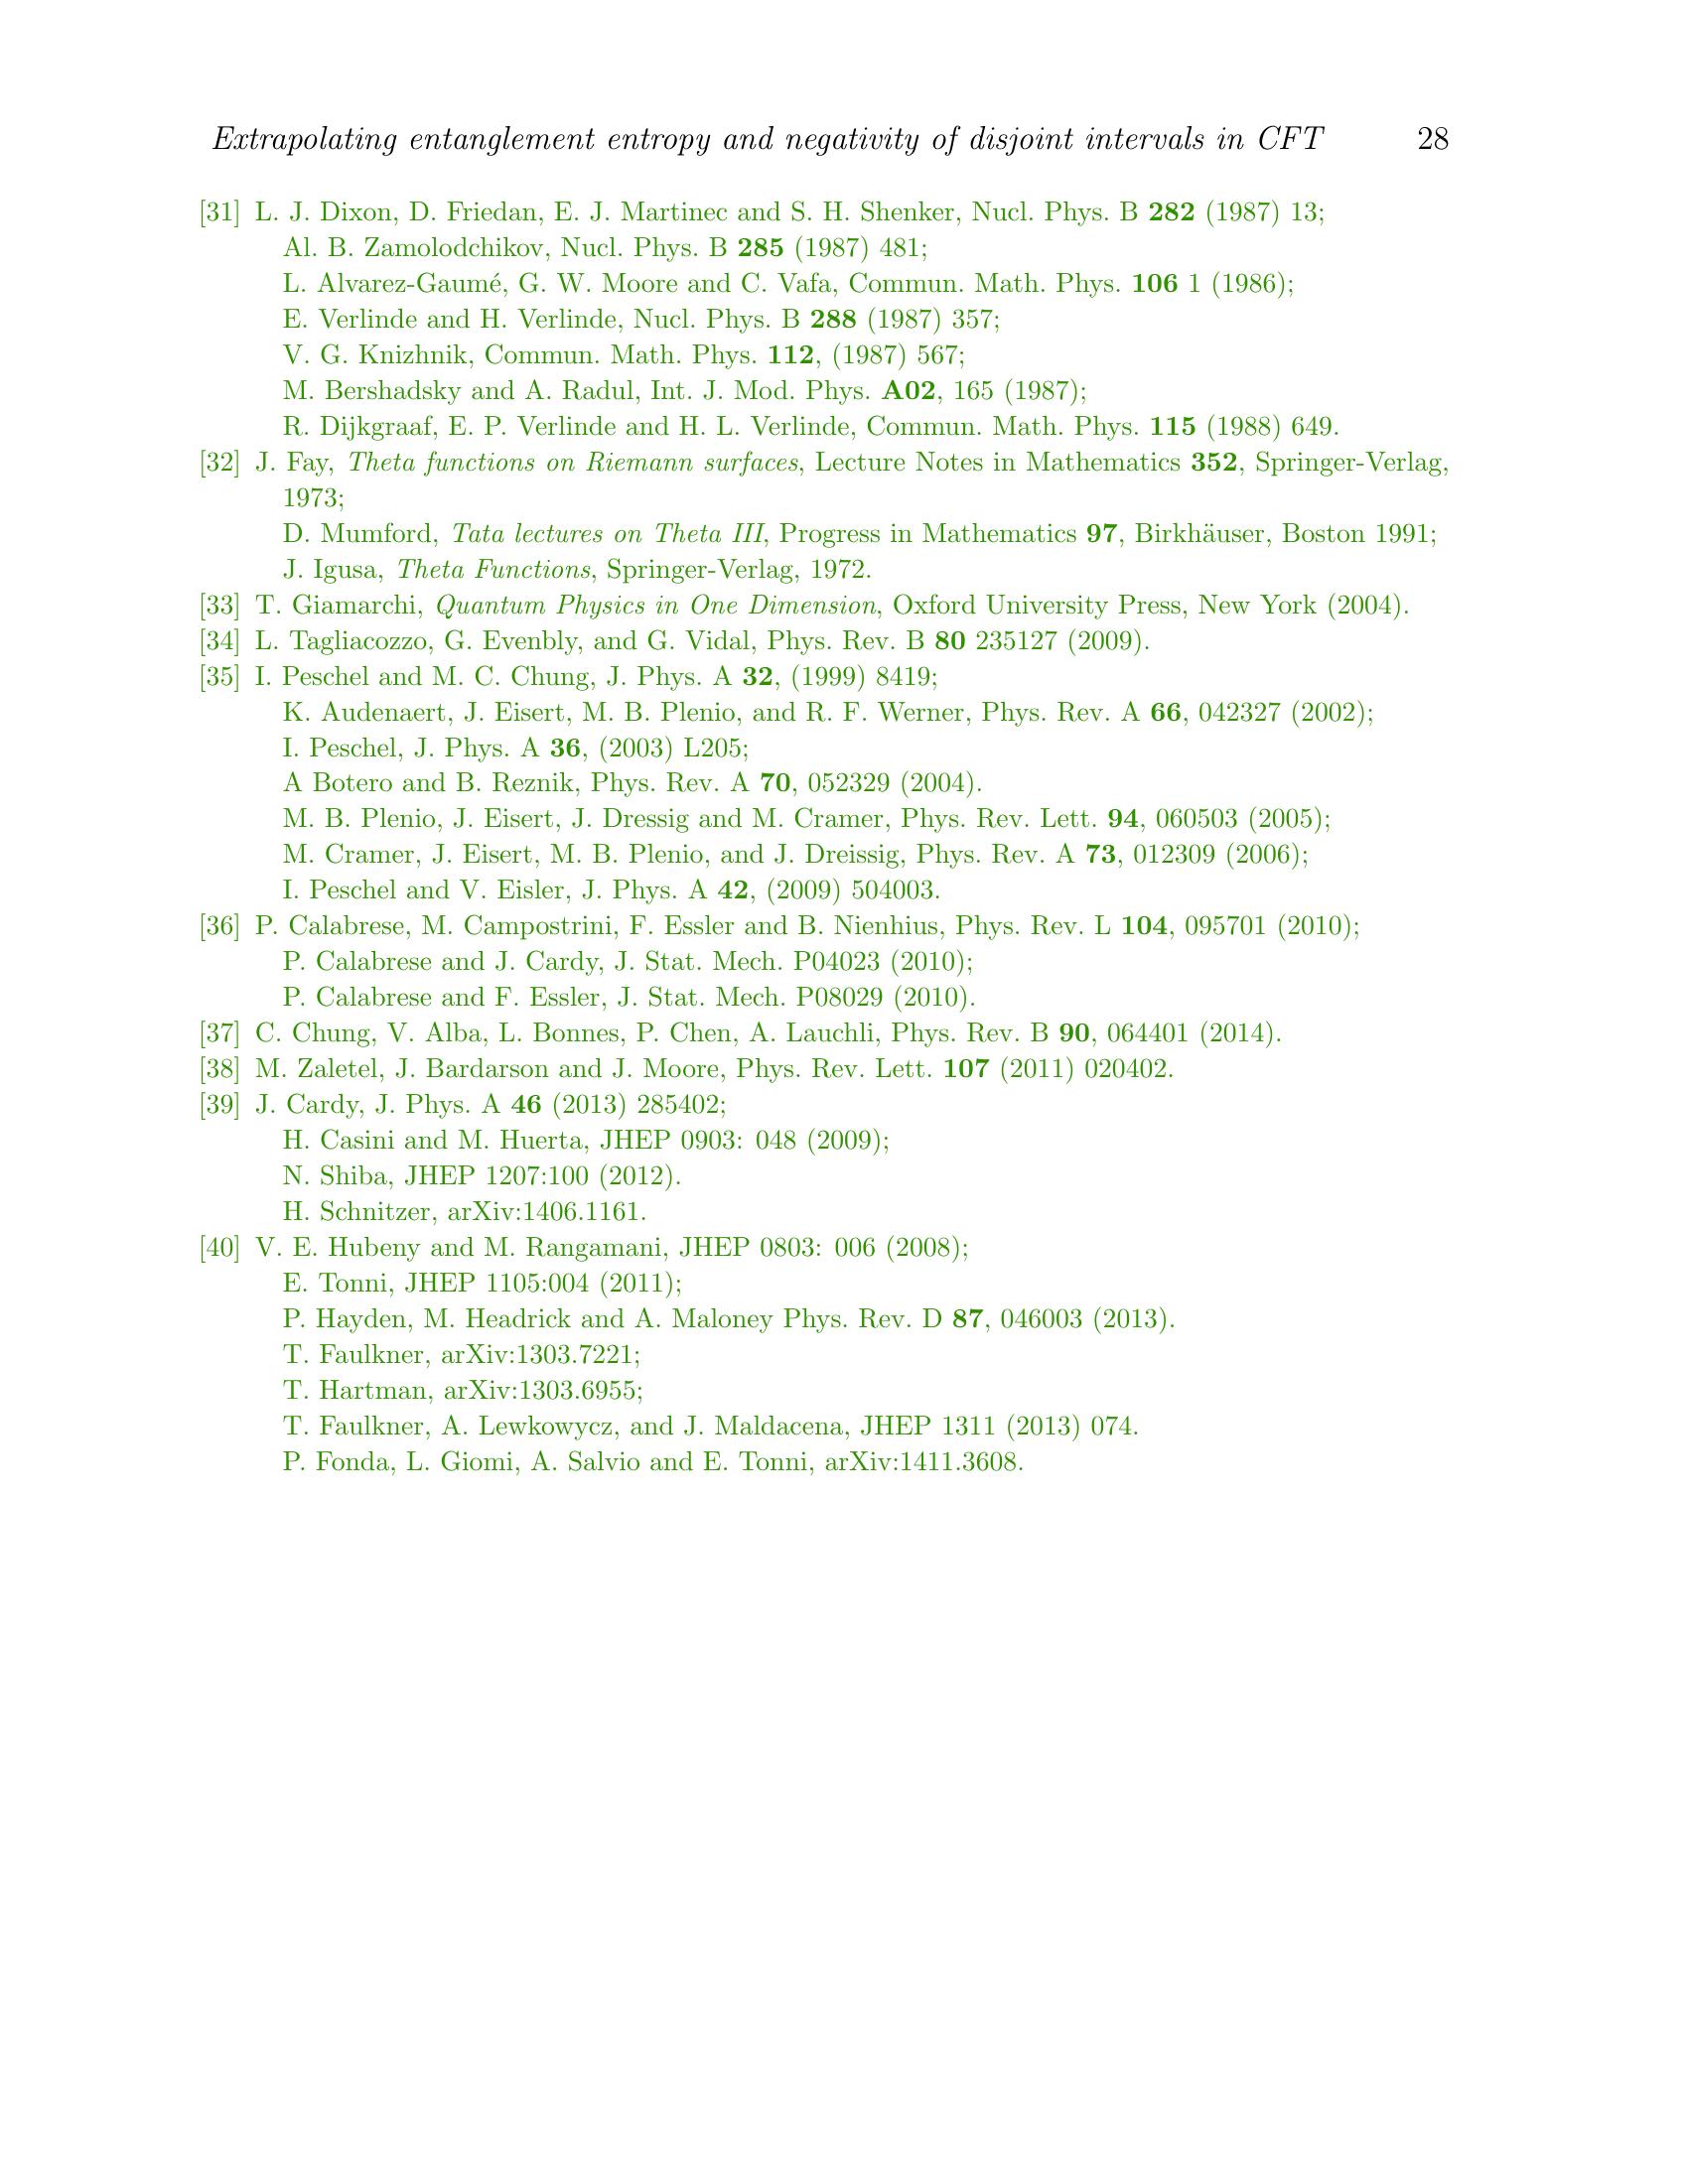 Extrapolating entanglement entropy and negativity of disjoint intervals in CFT 28
[31] L. J. Dixon, D. Friedan, E. J. Martinec and S. H. Shenker, Nucl. Phys. B 282 (1987) 13;
Al. B. Zamolodchikov, Nucl. Phys. B 285 (1987) 481;
L. Alvarez-Gaumé, G. W. Moore and C. Vafa, Commun. Math. Phys. 106 1 (1986);
E. Verlinde and H. Verlinde, Nucl. Phys. B 288 (1987) 357;
V. G. Knizhnik, Commun. Math. Phys. 112, (1987) 567;
M. Bershadsky and A. Radul, Int. J. Mod. Phys. A02, 165 (1987);
R. Dijkgraaf, E. P. Verlinde and H. L. Verlinde, Commun. Math. Phys. 115 (1988) 649.
[32] J. Fay, Theta functions on Riemann surfaces, Lecture Notes in Mathematics 352, Springer-Verlag,
1973;
D. Mumford, Tata lectures on Theta III, Progress in Mathematics 97, Birkhäuser, Boston 1991;
J. Igusa, Theta Functions, Springer-Verlag, 1972.
[33] T. Giamarchi, Quantum Physics in One Dimension, Oxford University Press, New York (2004).
[34] L. Tagliacozzo, G. Evenbly, and G. Vidal, Phys. Rev. B 80 235127 (2009).
[35] I. Peschel and M. C. Chung, J. Phys. A 32, (1999) 8419;
K. Audenaert, J. Eisert, M. B. Plenio, and R. F. Werner, Phys. Rev. A 66, 042327 (2002);
I. Peschel, J. Phys. A 36, (2003) L205;
A Botero and B. Reznik, Phys. Rev. A 70, 052329 (2004).
M. B. Plenio, J. Eisert, J. Dressig and M. Cramer, Phys. Rev. Lett. 94, 060503 (2005);
M. Cramer, J. Eisert, M. B. Plenio, and J. Dreissig, Phys. Rev. A 73, 012309 (2006);
I. Peschel and V. Eisler, J. Phys. A 42, (2009) 504003.
[36] P. Calabrese, M. Campostrini, F. Essler and B. Nienhius, Phys. Rev. L 104, 095701 (2010);
P. Calabrese and J. Cardy, J. Stat. Mech. P04023 (2010);
P. Calabrese and F. Essler, J. Stat. Mech. P08029 (2010).
[37] C. Chung, V. Alba, L. Bonnes, P. Chen, A. Lauchli, Phys. Rev. B 90, 064401 (2014).
[38] M. Zaletel, J. Bardarson and J. Moore, Phys. Rev. Lett. 107 (2011) 020402.
[39] J. Cardy, J. Phys. A 46 (2013) 285402;
H. Casini and M. Huerta, JHEP 0903: 048 (2009);
N. Shiba, JHEP 1207:100 (2012).
H. Schnitzer, arXiv:1406.1161.
[40] V. E. Hubeny and M. Rangamani, JHEP 0803: 006 (2008);
E. Tonni, JHEP 1105:004 (2011);
P. Hayden, M. Headrick and A. Maloney Phys. Rev. D 87, 046003 (2013).
T. Faulkner, arXiv:1303.7221;
T. Hartman, arXiv:1303.6955;
T. Faulkner, A. Lewkowycz, and J. Maldacena, JHEP 1311 (2013) 074.
P. Fonda, L. Giomi, A. Salvio and E. Tonni, arXiv:1411.3608.